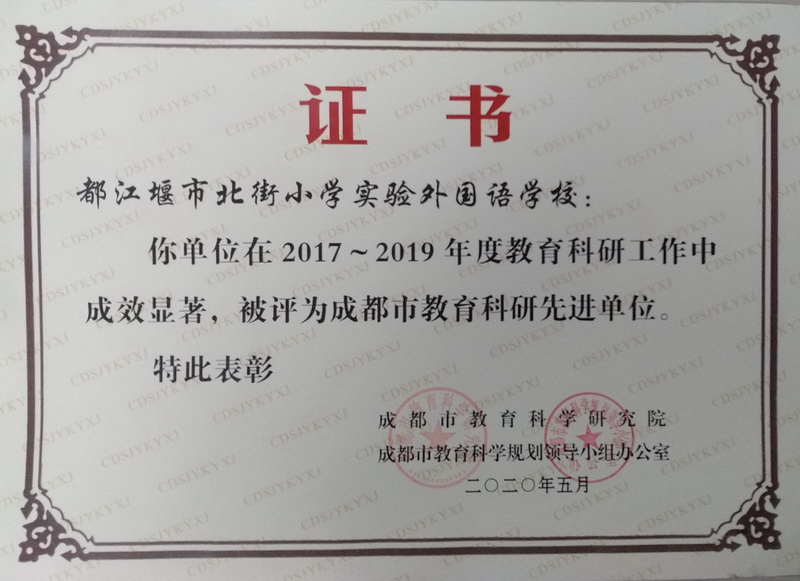 证 书
都江堰市北街小学实验外国语学校：
你单位在2017～2019年度教育科研工作中
成效显著，被评为成都市教育科研先进单位。
特此表彰
成都市教育科学研究院
成都市教育科学规划领导小组办公室
二〇二〇年五月
CDSJYKYXJ